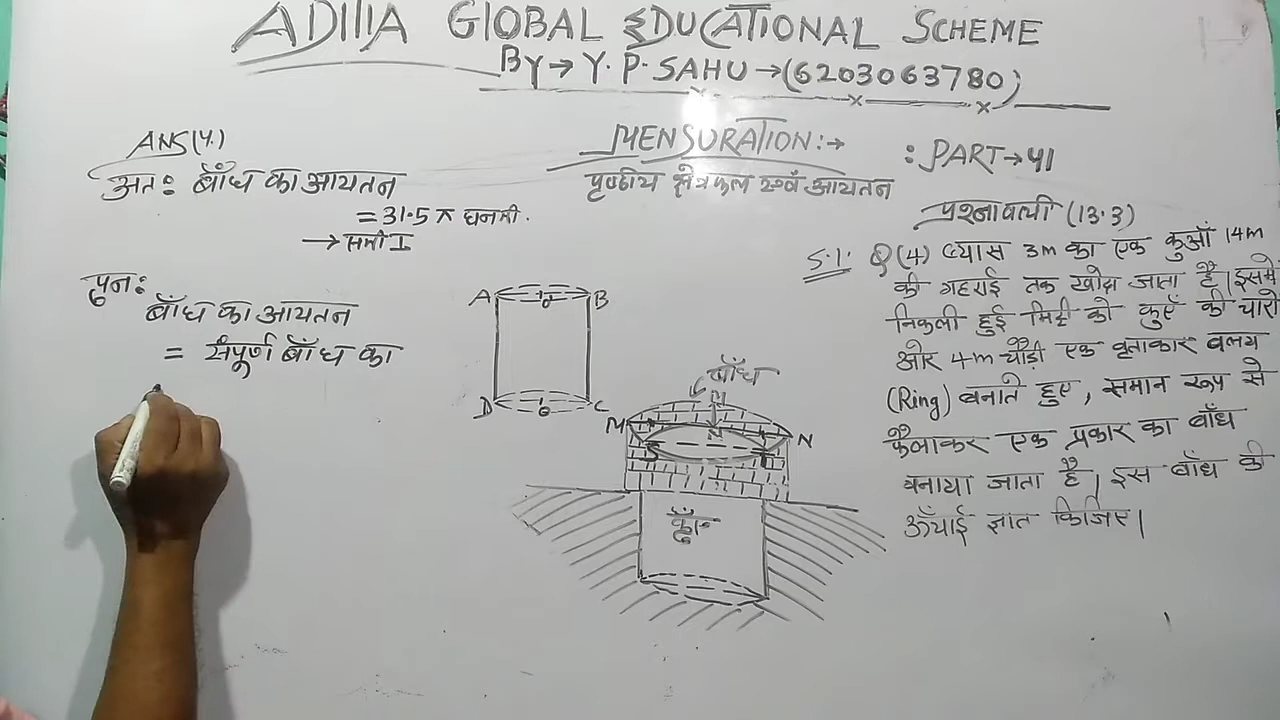 ADITIA GLOBAL EDUCATIONAL SCHEME
BY→ Y. P. SAHU →(6203063780)
MENSURATION:→
: PART→41
पृष्ठीय क्षेत्रफल एवं आयतन
ANS(4.)
अतः बाँध का आयतन
= 31.5 π घनमी.
→ समी I
पुनः
बाँध का आयतन
= संपूर्ण बाँध का
A B
D C
बाँध
M N
S T
कुआँ
प्रश्नावली (13.3)
S.1. Q(4) व्यास 3m का एक कुआँ 14m
की गहराई तक खोदा जाता है। इसमें
निकली हुई मिट्टी को कुएँ की चारो
ओर 4m चौड़ी एक वृताकार वलय
(Ring) बनाते हुए, समान रूप से
फैलाकर एक प्रकार का बाँध
बनाया जाता है। इस बाँध की
ऊँचाई ज्ञात किजिए।